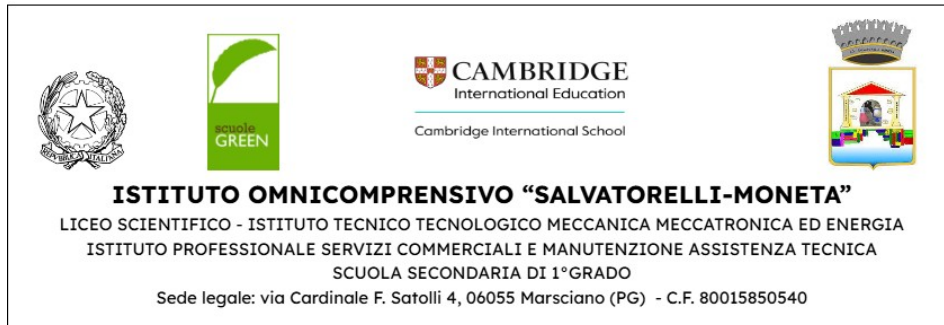 scuole
GREEN
CAMBRIDGE
International Education
Cambridge International School
REPVBBLICA ITALIANA
ISTITUTO OMNICOMPRENSIVO “SALVATORELLI-MONETA”
LICEO SCIENTIFICO - ISTITUTO TECNICO TECNOLOGICO MECCANICA MECCATRONICA ED ENERGIA
ISTITUTO PROFESSIONALE SERVIZI COMMERCIALI E MANUTENZIONE ASSISTENZA TECNICA
SCUOLA SECONDARIA DI 1°GRADO
Sede legale: via Cardinale F. Satolli 4, 06055 Marsciano (PG) - C.F. 80015850540